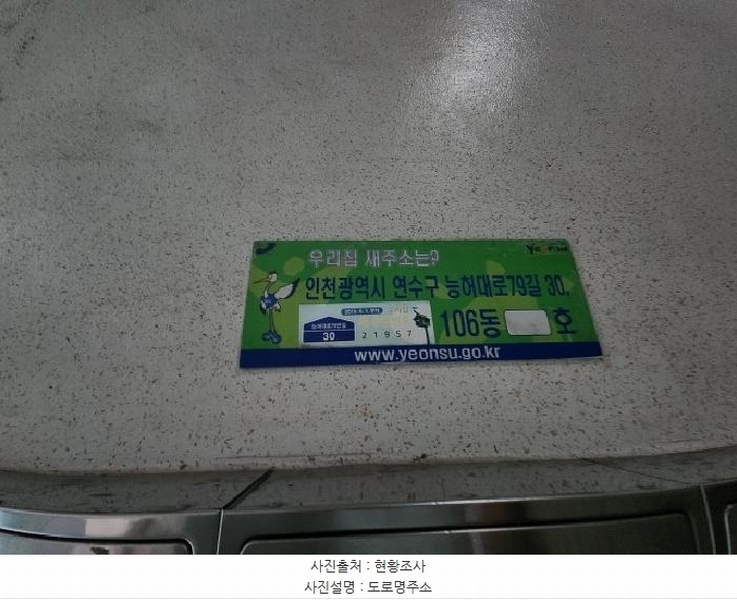 우리집 새주소는?
인천광역시 연수구 능허대로79길 30,
106동 호
30
21957
www.yeonsu.go.kr
사진출처 : 현황조사
사진설명 : 도로명주소